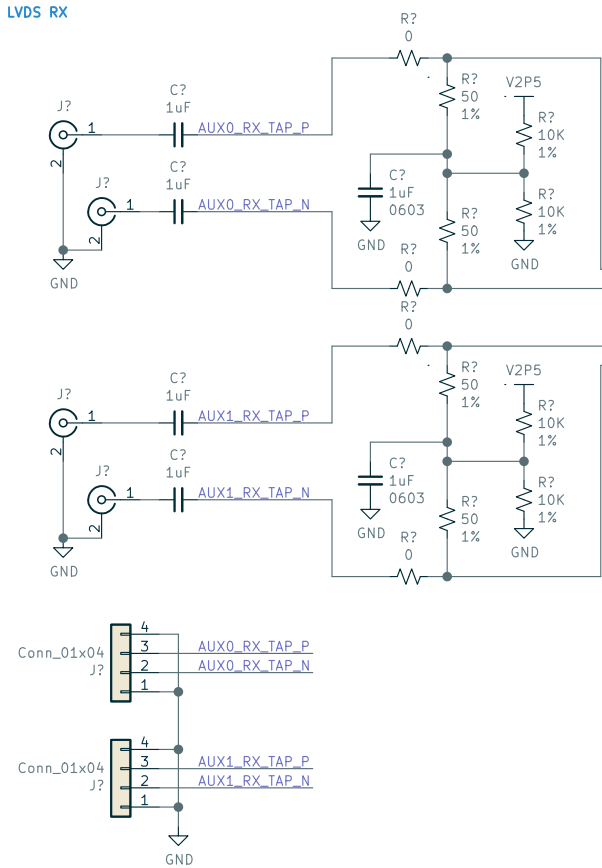 LVDS RX
R?
0
C?
1uF
J?
1
2
AUX0_RX_TAP_P
R?
50
1%
V2P5
R?
10K
1%
C?
1uF
J?
1
2
AUX0_RX_TAP_N
C?
1uF
0603
GND
R?
50
1%
R?
10K
1%
GND
GND
R?
0
R?
0
C?
1uF
J?
1
2
AUX1_RX_TAP_P
R?
50
1%
V2P5
R?
10K
1%
C?
1uF
J?
1
2
AUX1_RX_TAP_N
C?
1uF
0603
GND
R?
50
1%
R?
10K
1%
GND
GND
R?
0
Conn_01x04
J?
4
3
2
1
AUX0_RX_TAP_P
AUX0_RX_TAP_N
Conn_01x04
J?
4
3
2
1
AUX1_RX_TAP_P
AUX1_RX_TAP_N
GND